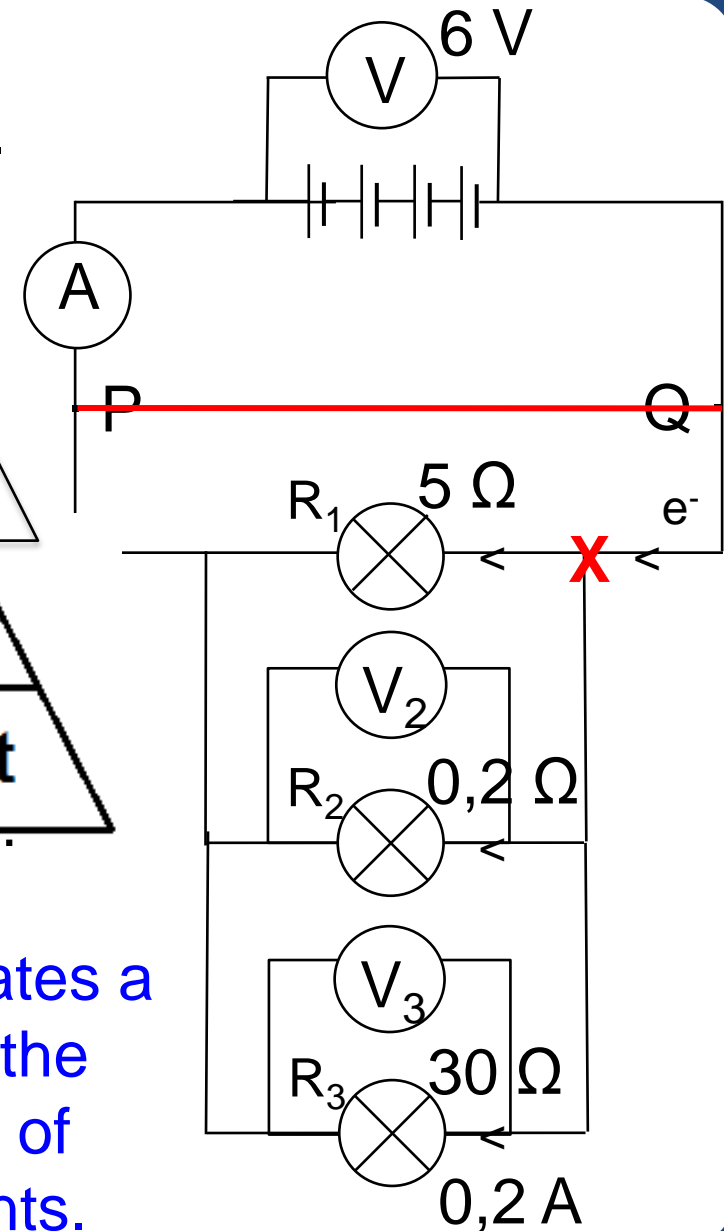 6 V
V
A
P Q
R₁ 5 Ω e⁻
< X <
V₂
R₂ 0,2 Ω
t
<
.
ates a
V₃
the
R₃ 30 Ω
of
<
nts.
0,2 A